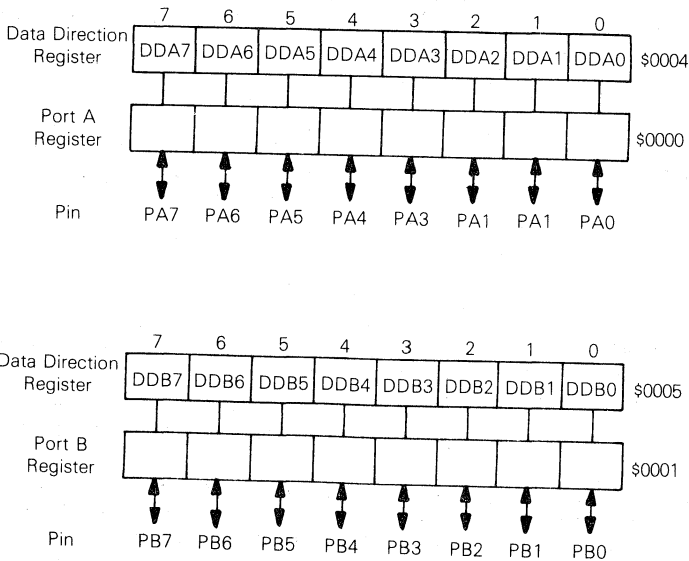 7 6 5 4 3 2 1 0
Data Direction
Register
DDA7 DDA6 DDA5 DDA4 DDA3 DDA2 DDA1 DDA0 $0004
Port A
Register
$0000
Pin PA7 PA6 PA5 PA4 PA3 PA1 PA1 PA0
7 6 5 4 3 2 1 0
Data Direction
Register
DDB7 DDB6 DDB5 DDB4 DDB3 DDB2 DDB1 DDB0 $0005
Port B
Register
$0001
Pin PB7 PB6 PB5 PB4 PB3 PB2 PB1 PB0